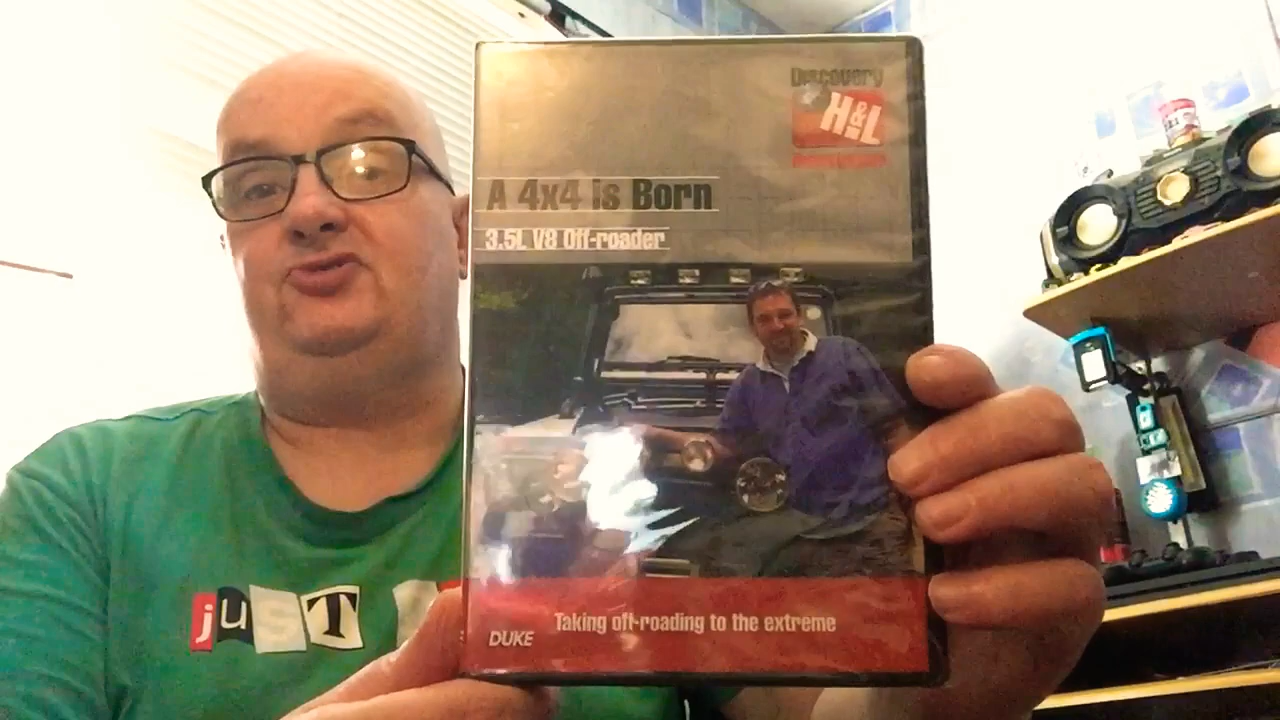 Discovery
H&L
A 4x4 is Born
3.5L V8 Off-roader
Taking off-roading to the extreme
DUKE
just